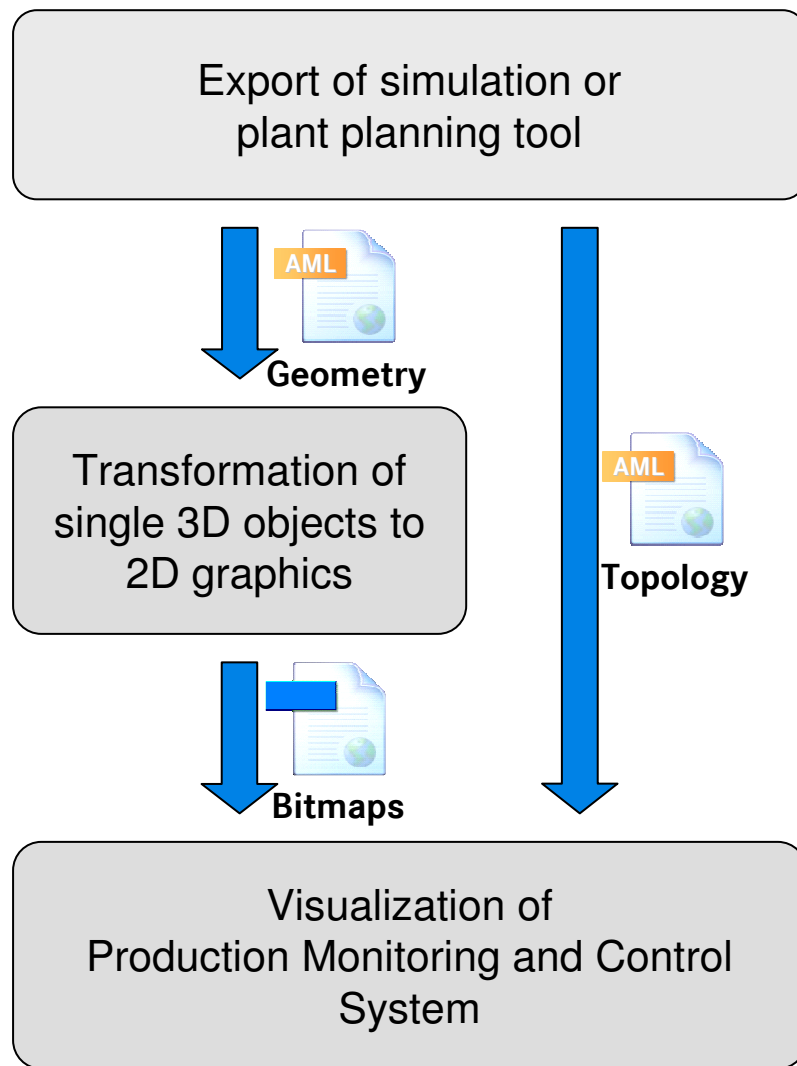 Export of simulation or
plant planning tool
AML
Geometry
Transformation of
single 3D objects to
2D graphics
AML
Topology
Bitmaps
Visualization of
Production Monitoring and Control
System